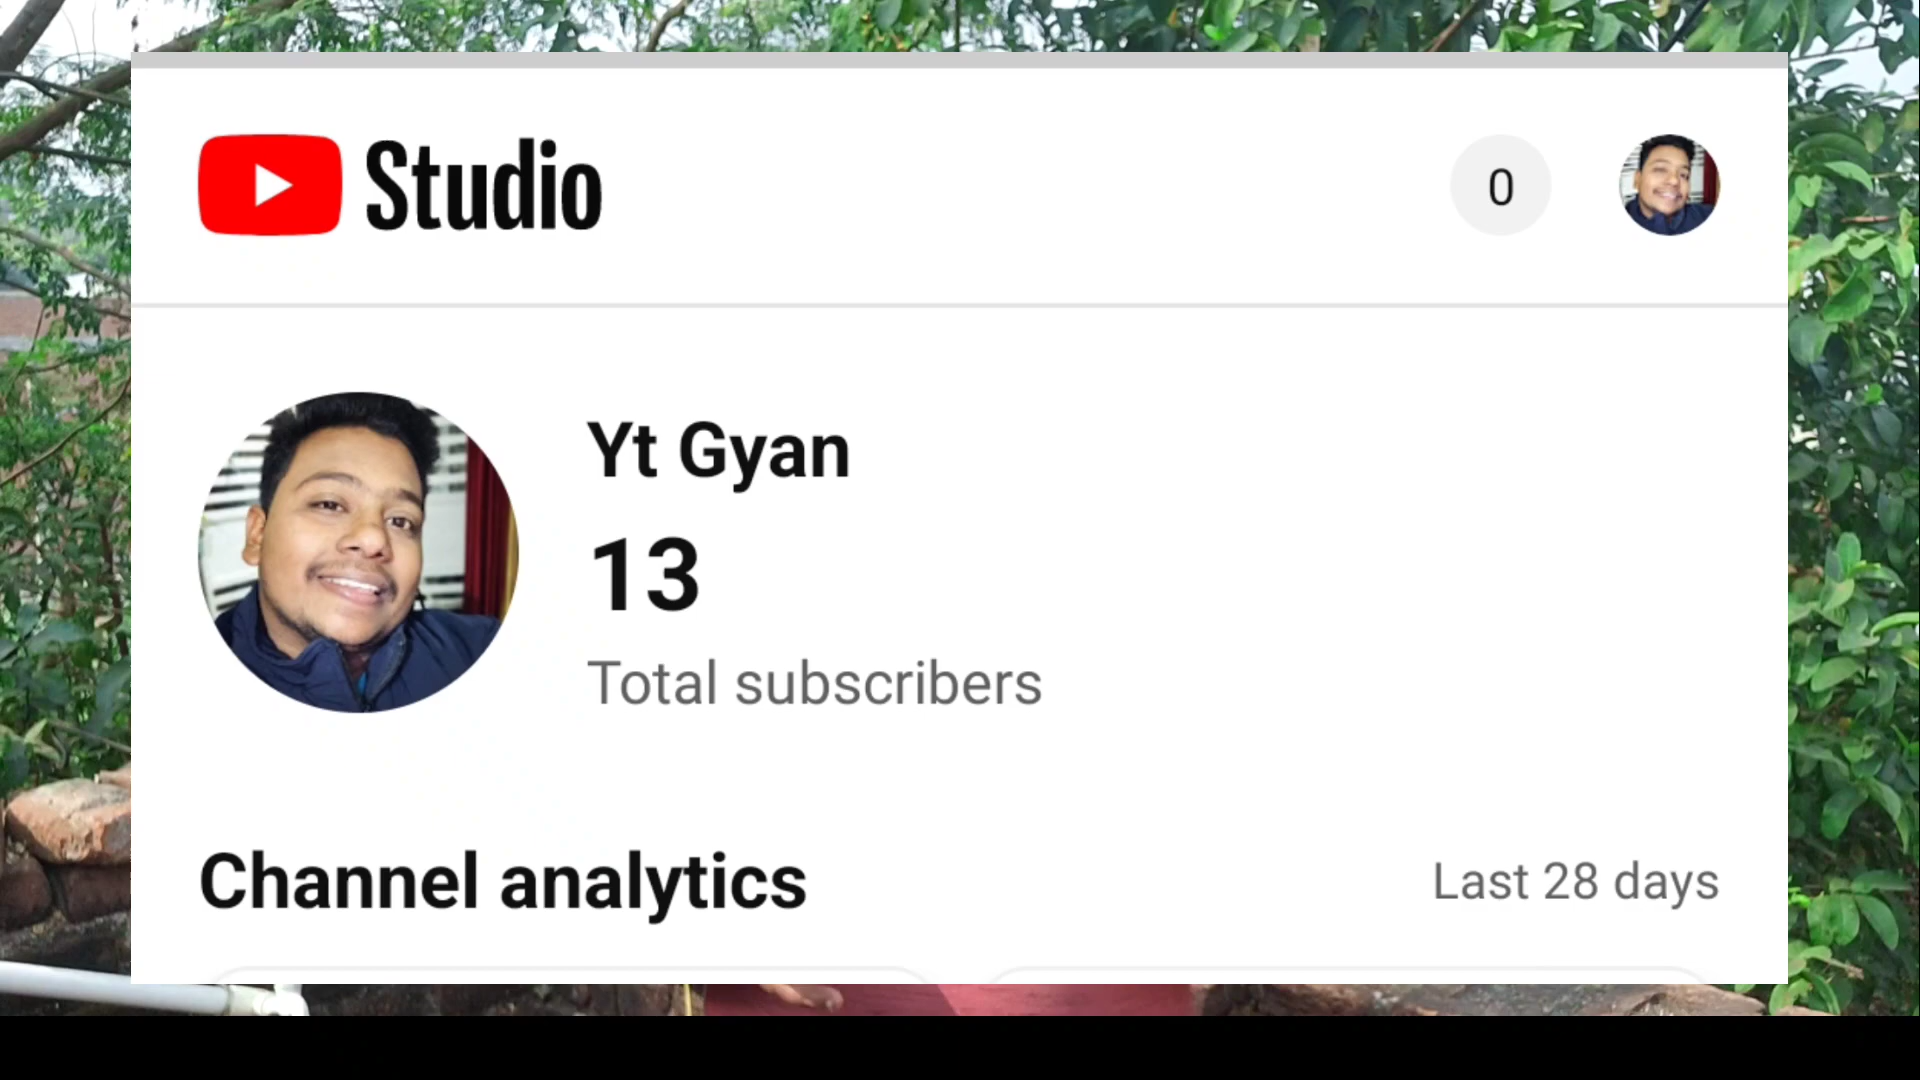 Studio
0
Yt Gyan
13
Total subscribers
Channel analytics
Last 28 days